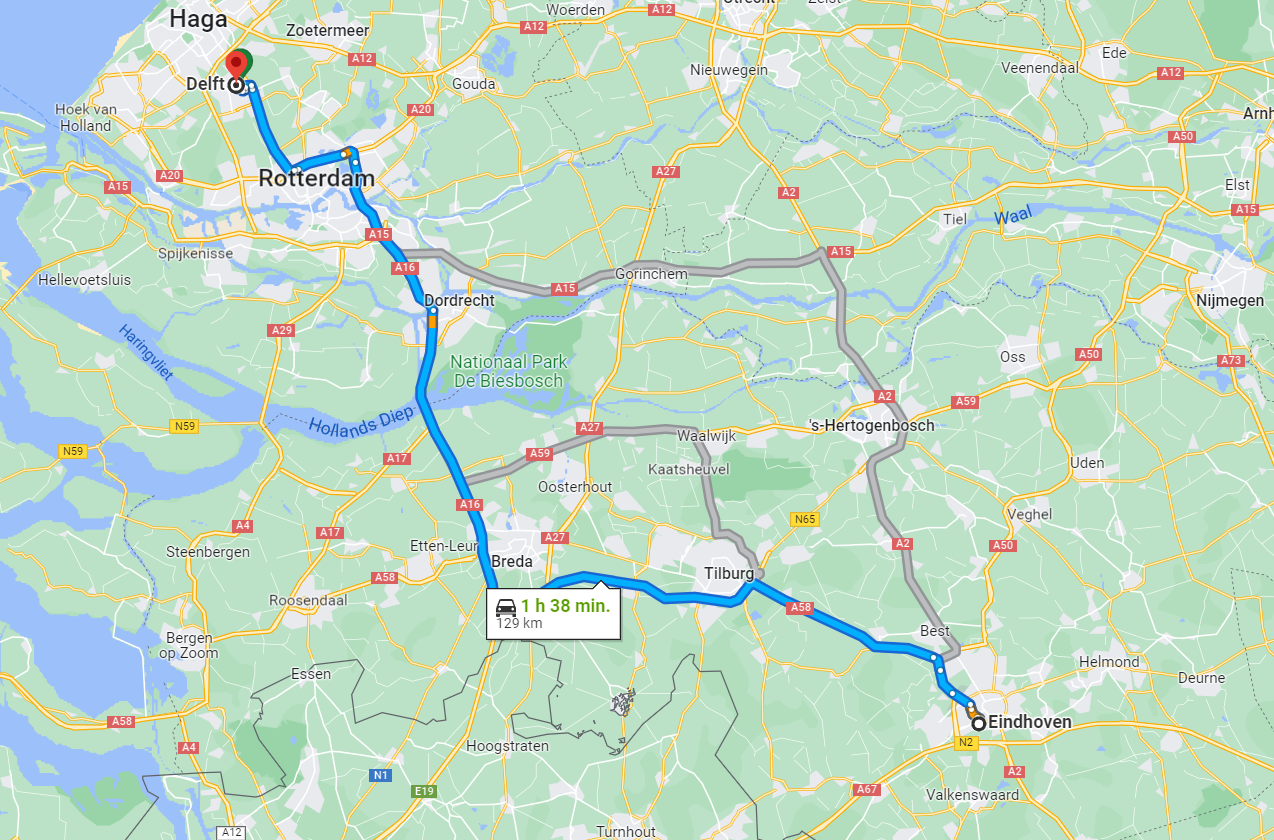 Woerden
A12
Utrecht
Zeist
Haga
Zoetermeer
A12
Ede
A12
Gouda
Nieuwegein
Veenendaal
A12
Delft
Hoek van
Holland
A20
Arnh
A50
A15
A20
Rotterdam
A27
A2
Elst
A15
Tiel
Waal
A15
Spijkenisse
A15
A16
Gorinchem
Hellevoetsluis
A15
Dordrecht
Nijmegen
A29
Haringvliet
Nationaal Park
De Biesbosch
Oss
A50
A73
A2
A59
Hollands Diep
N59
A27
's-Hertogenbosch
Waalwijk
N59
A17
A59
Kaatsheuvel
Uden
Oosterhout
A16
N65
Veghel
A4
A17
A27
A2
A50
Steenbergen
Etten-Leur
Breda
Tilburg
A58
Roosendaal
1 h 38 min.
129 km
A58
Bergen
op Zoom
Best
Essen
Helmond
Deurne
A58
Eindhoven
A4
Hoogstraten
N2
N1
A2
E19
A67
Valkenswaard
A12
Turnhout